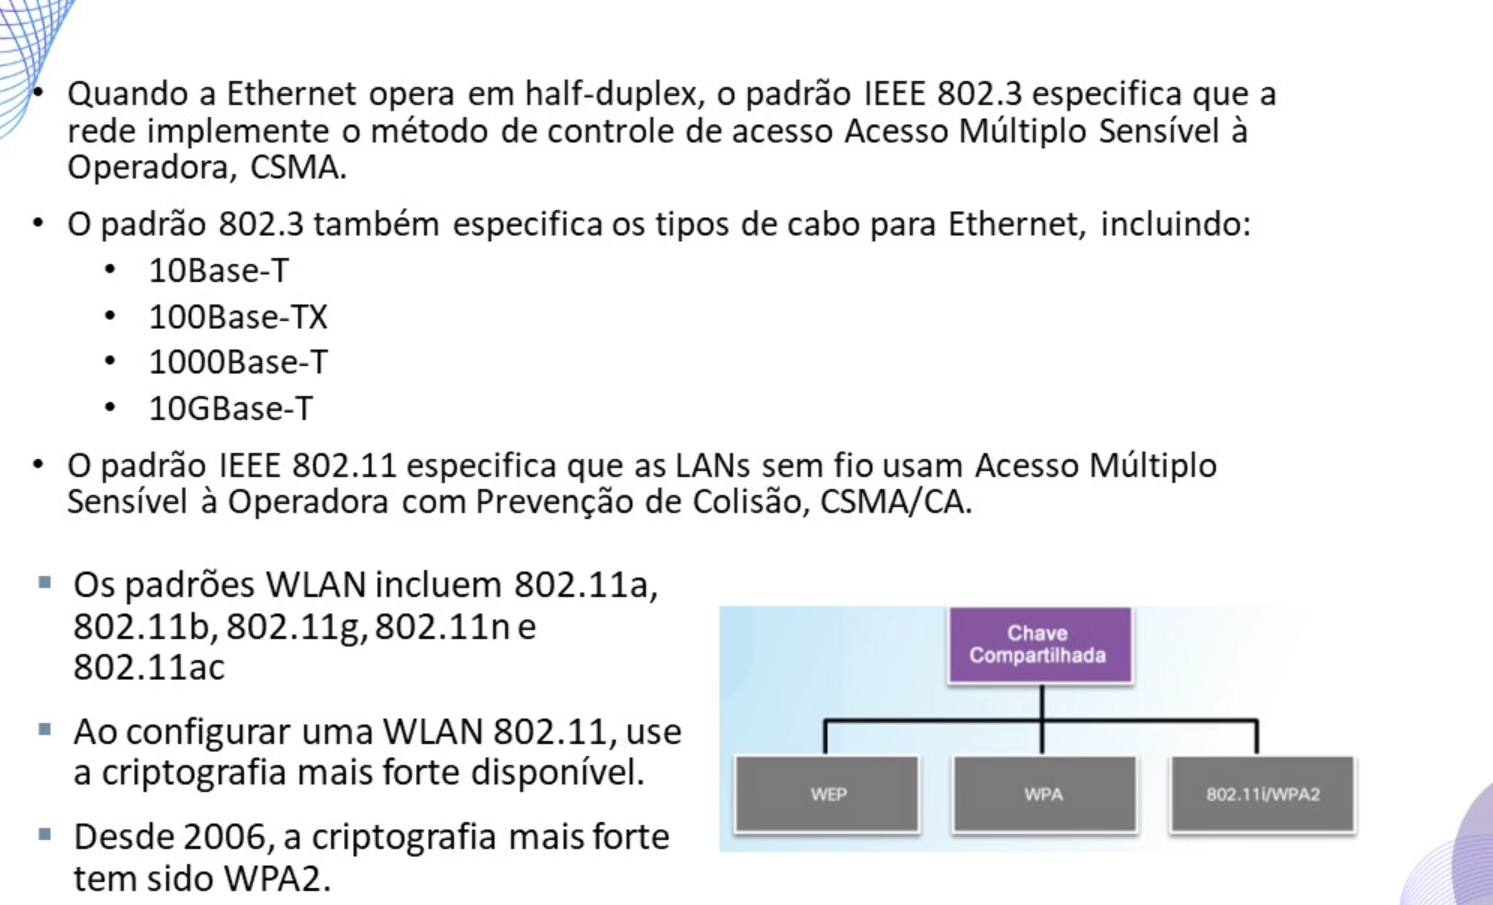 • Quando a Ethernet opera em half-duplex, o padrão IEEE 802.3 especifica que a
rede implemente o método de controle de acesso Acesso Múltiplo Sensível à
Operadora, CSMA.
• O padrão 802.3 também especifica os tipos de cabo para Ethernet, incluindo:
• 10Base-T
• 100Base-TX
• 1000Base-T
• 10GBase-T
• O padrão IEEE 802.11 especifica que as LANs sem fio usam Acesso Múltiplo
Sensível à Operadora com Prevenção de Colisão, CSMA/CA.
▪ Os padrões WLAN incluem 802.11a,
802.11b, 802.11g, 802.11n e
802.11ac
▪ Ao configurar uma WLAN 802.11, use
a criptografia mais forte disponível.
▪ Desde 2006, a criptografia mais forte
tem sido WPA2.
Chave
Compartilhada
WEP
WPA
802.11i/WPA2